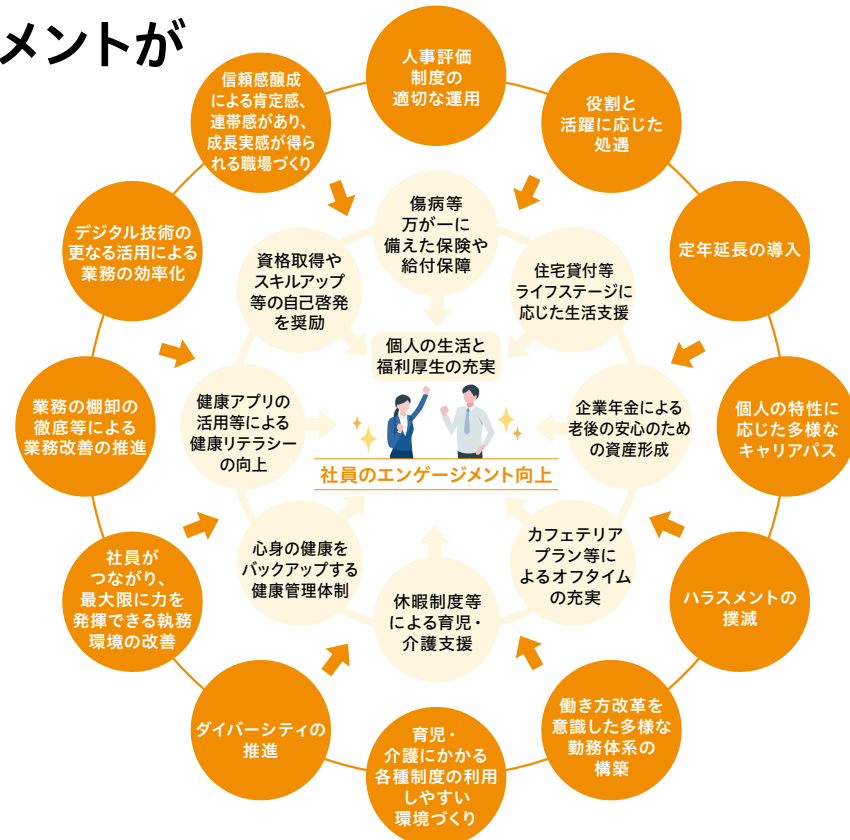 メントが
人事評価
制度の
適切な運用
役割と
活躍に応じた
処遇
定年延長の導入
個人の特性に
応じた多様な
キャリアパス
ハラスメントの
撲滅
働き方改革を
意識した多様な
勤務体系の
構築
育児・
介護にかかる
各種制度の利用
しやすい
環境づくり
ダイバーシティの
推進
社員が
つながり、
最大限に力を
発揮できる執務
環境の改善
業務の棚卸の
徹底等による
業務改善の推進
デジタル技術の
更なる活用による
業務の効率化
信頼感醸成
による肯定感、
連帯感があり、
成長実感が得ら
れる職場づくり
傷病等
万が一に
備えた保険や
給付保障
住宅貸付等
ライフステージに
応じた生活支援
企業年金による
老後の安心のため
の資産形成
カフェテリア
プラン等に
よるオフタイム
の充実
休暇制度等
による育児・
介護支援
心身の健康を
バックアップする
健康管理体制
健康アプリの
活用等による
健康リテラシー
の向上
資格取得や
スキルアップ
等の自己啓発
を奨励
個人の生活と
福利厚生の充実
社員のエンゲージメント向上